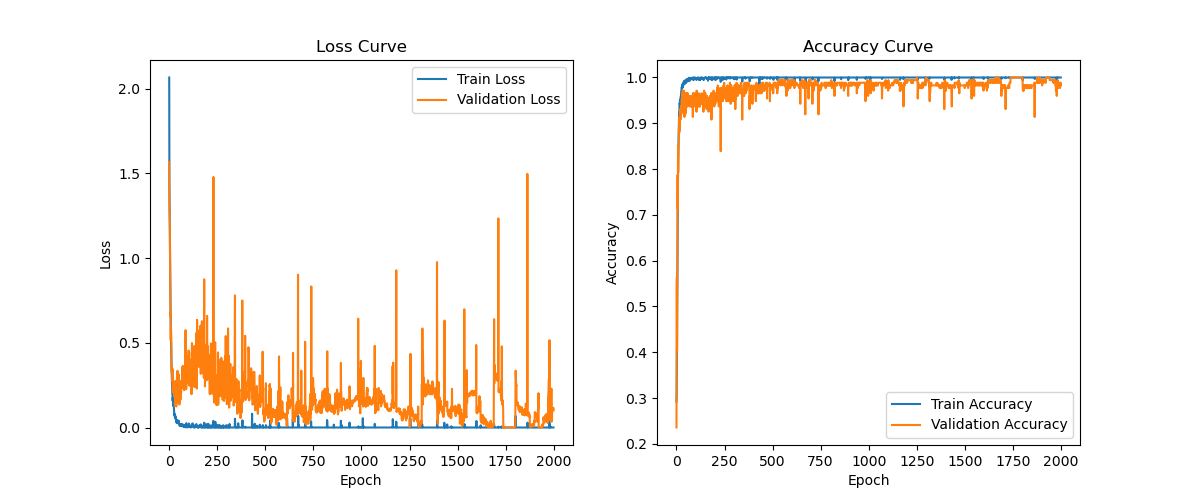 Loss Curve
Train Loss
Validation Loss
2.0
1.5
1.0
0.5
0.0
Loss
0 250 500 750 1000 1250 1500 1750 2000
Epoch
Accuracy Curve
1.0
0.9
0.8
0.7
0.6
0.5
0.4
0.3
0.2
Accuracy
Train Accuracy
Validation Accuracy
0 250 500 750 1000 1250 1500 1750 2000
Epoch